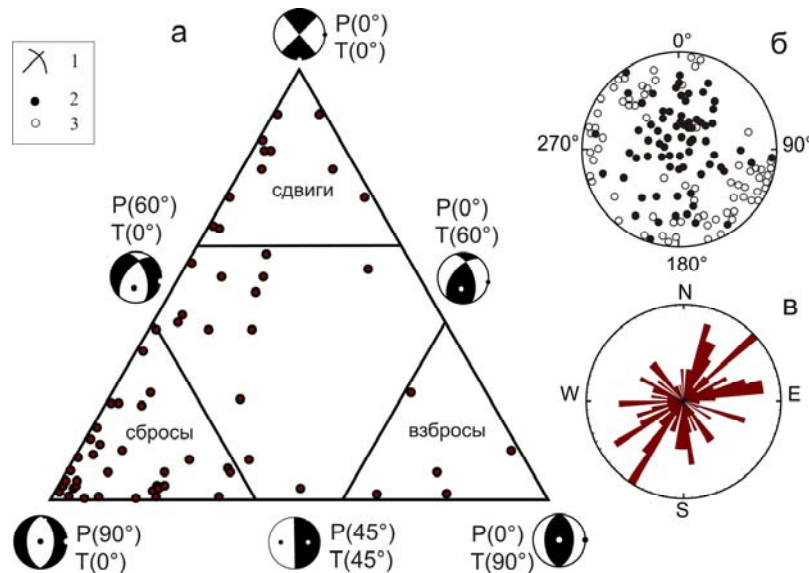 а
б
1
2
3
P(0°)
T(0°)
0°
270°
90°
180°
сдвиги
P(60°)
T(0°)
P(0°)
T(60°)
в
N
W
E
S
сбросы
взбросы
P(90°)
T(0°)
P(45°)
T(45°)
P(0°)
T(90°)